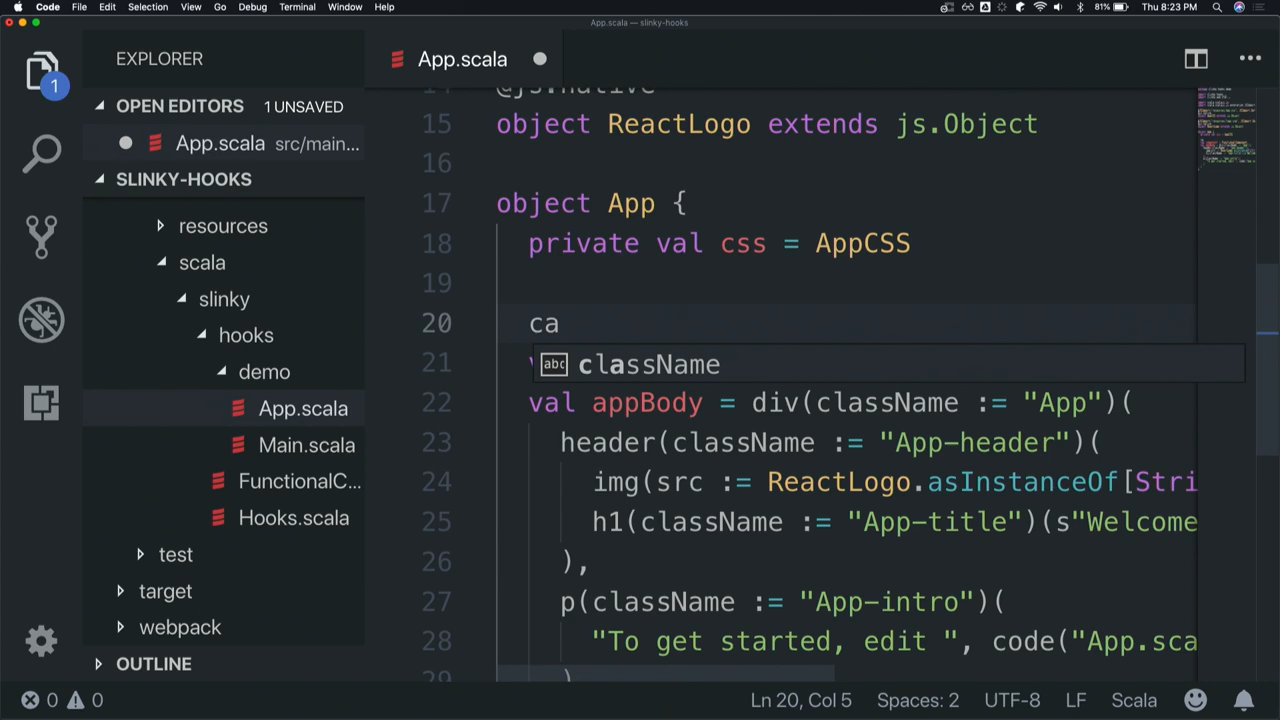 Code File Edit Selection View Go Debug Terminal Window Help
81% Thu 8:23 PM
App.scala — slinky-hooks
EXPLORER
1
OPEN EDITORS 1 UNSAVED
App.scala src/main...
SLINKY-HOOKS
resources
scala
slinky
hooks
demo
App.scala
Main.scala
FunctionalC...
Hooks.scala
test
target
webpack
OUTLINE
App.scala
14 @js.native
15 object ReactLogo extends js.Object
16
17 object App {
18 private val css = AppCSS
19
20 ca
abc className
21
22 val appBody = div(className := "App")(
23 header(className := "App-header")(
24 img(src := ReactLogo.asInstanceOf[Stri
25 h1(className := "App-title")(s"Welcome
26 ),
27 p(className := "App-intro")(
28 "To get started, edit ", code("App.sca
29 )
0 0 Ln 20, Col 5 Spaces: 2 UTF-8 LF Scala